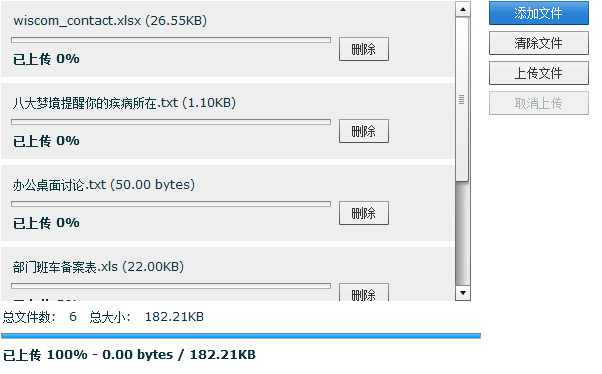 wiscom_contact.xlsx (26.55KB)
删除
已上传 0%
八大梦境提醒你的疾病所在.txt (1.10KB)
删除
已上传 0%
办公桌面讨论.txt (50.00 bytes)
删除
已上传 0%
部门班车备案表.xls (22.00KB)
删除
总文件数： 6 总大小： 182.21KB
已上传 100% - 0.00 bytes / 182.21KB
添加文件
清除文件
上传文件
取消上传